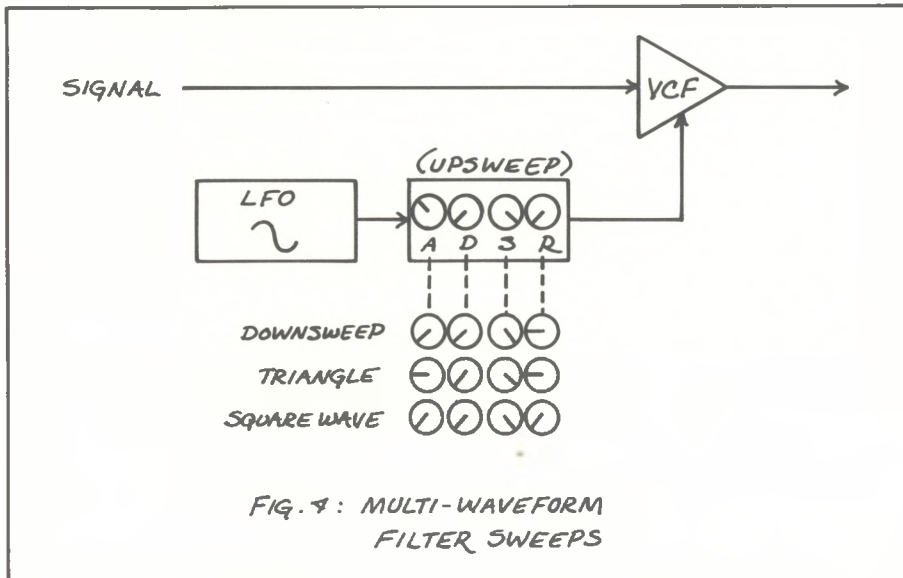 SIGNAL
VCF
(UPSWEEP)
LFO
A D S R
DOWNSWEEP
TRIANGLE
SQUARE WAVE
FIG. 4: MULTI-WAVEFORM
FILTER SWEEPS